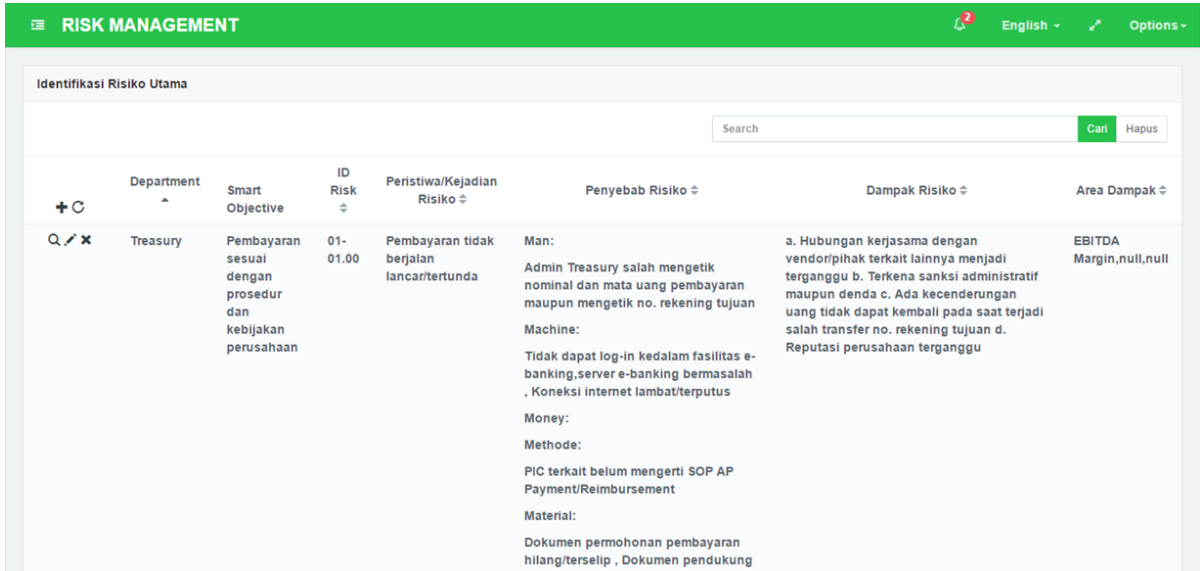 RISK MANAGEMENT
2
English
Options
Identifikasi Risiko Utama
Search
Cari
Hapus
Department
Smart
Objective
ID
Risk
Peristiwa/Kejadian
Risiko
Penyebab Risiko
Dampak Risiko
Area Dampak
Treasury
Pembayaran
sesuai
dengan
prosedur
dan
kebijakan
perusahaan
01-
01.00
Pembayaran tidak
berjalan
lancar/tertunda
Man:
Admin Treasury salah mengetik
nominal dan mata uang pembayaran
maupun mengetik no. rekening tujuan
Machine:
Tidak dapat log-in kedalam fasilitas e-
banking,server e-banking bermasalah
, Koneksi internet lambat/terputus
Money:
Methode:
PIC terkait belum mengerti SOP AP
Payment/Reimbursement
Material:
Dokumen permohonan pembayaran
hilang/terselip , Dokumen pendukung
a. Hubungan kerjasama dengan
vendor/pihak terkait lainnya menjadi
terganggu b. Terkena sanksi administratif
maupun denda c. Ada kecenderungan
uang tidak dapat kembali pada saat terjadi
salah transfer no. rekening tujuan d.
Reputasi perusahaan terganggu
EBITDA
Margin,null,null